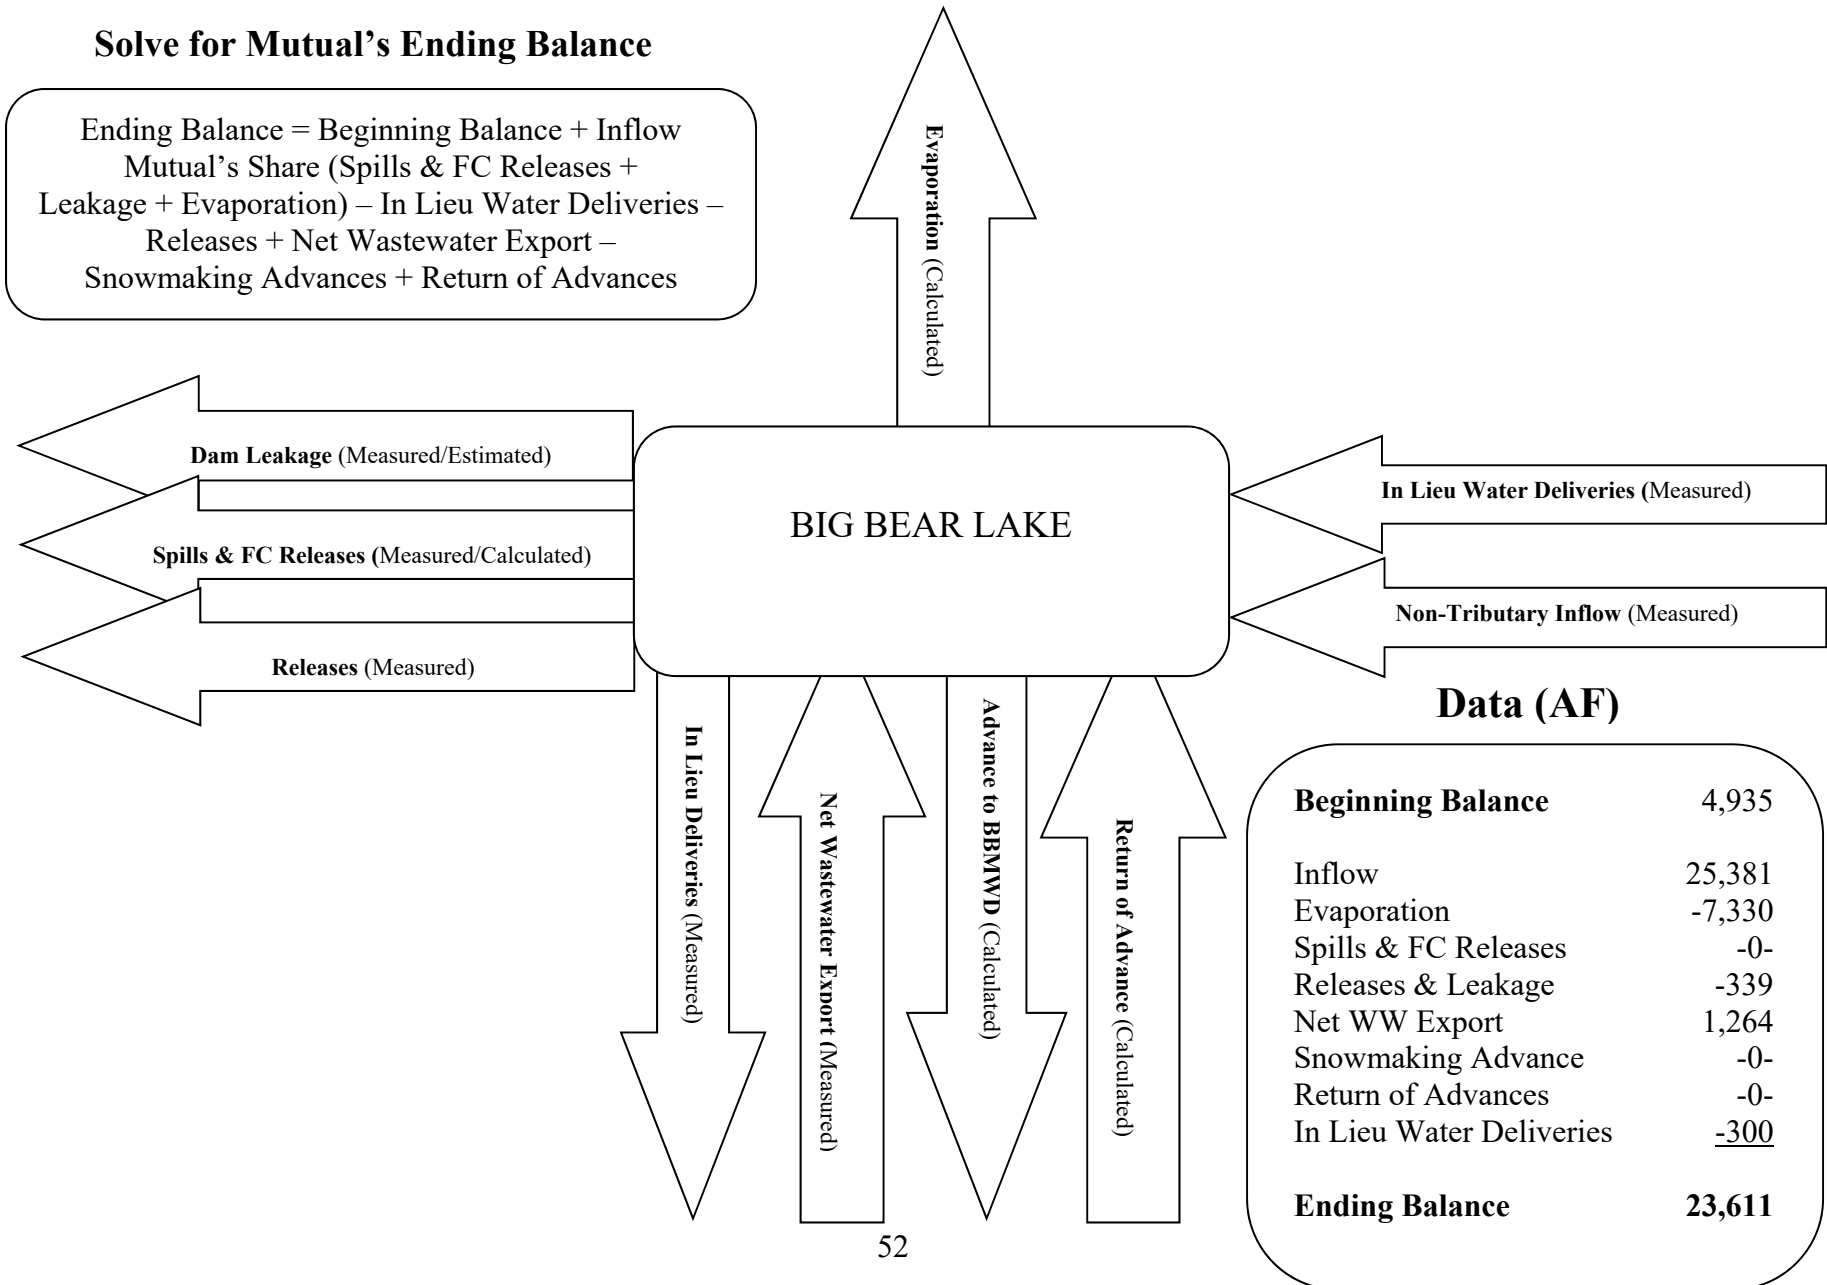 Solve for Mutual’s Ending Balance
Ending Balance = Beginning Balance + Inflow
Mutual’s Share (Spills & FC Releases +
Leakage + Evaporation) – In Lieu Water Deliveries –
Releases + Net Wastewater Export –
Snowmaking Advances + Return of Advances
Evaporation (Calculated)
Dam Leakage (Measured/Estimated)
Spills & FC Releases (Measured/Calculated)
Releases (Measured)
BIG BEAR LAKE
In Lieu Water Deliveries (Measured)
Non-Tributary Inflow (Measured)
In Lieu Deliveries (Measured)
Net Wastewater Export (Measured)
Advance to BBMWD (Calculated)
Return of Advance (Calculated)
Data (AF)
Beginning Balance 4,935
Inflow 25,381
Evaporation -7,330
Spills & FC Releases -0-
Releases & Leakage -339
Net WW Export 1,264
Snowmaking Advance -0-
Return of Advances -0-
In Lieu Water Deliveries -300
Ending Balance 23,611
52